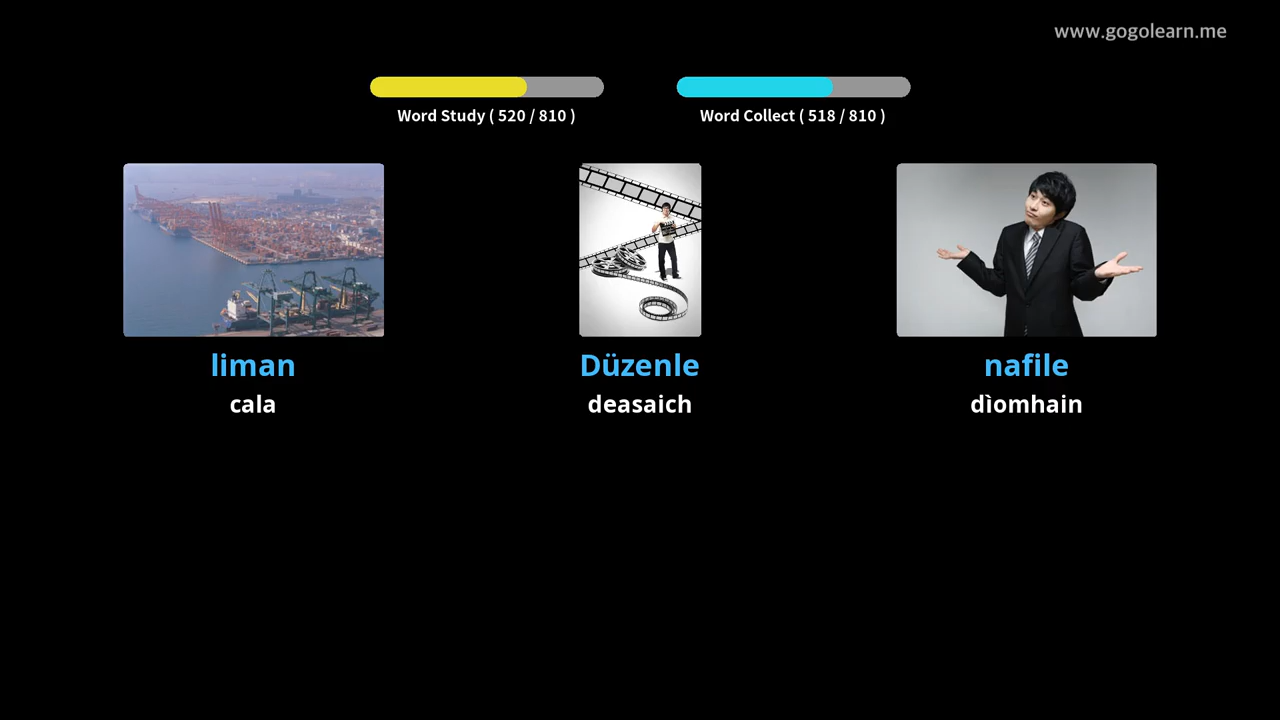 www.gogolearn.me
Word Study ( 520 / 810 )
Word Collect ( 518 / 810 )
liman
cala
Düzenle
deasaich
nafile
dìomhain